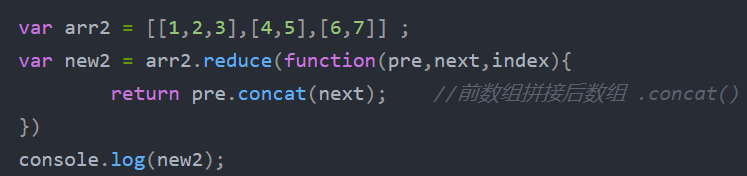 var arr2 = [[1,2,3],[4,5],[6,7]] ;
var new2 = arr2.reduce(function(pre,next,index){
return pre.concat(next);    //前数组拼接后数组 .concat()
})
console.log(new2);